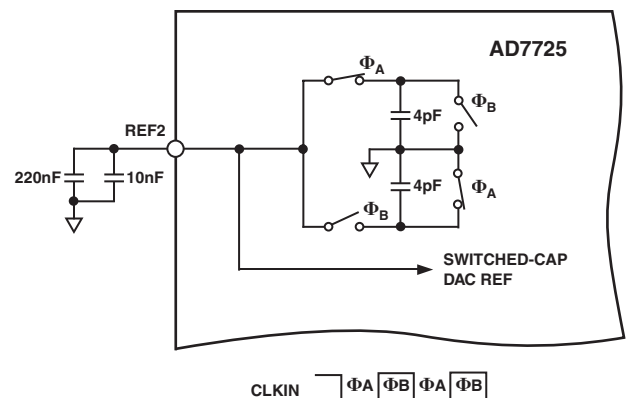 AD7725
ΦA
ΦB
4pF
REF2
220nF
10nF
4pF
ΦA
ΦB
SWITCHED-CAP
DAC REF
CLKIN ΦA ΦB ΦA ΦB